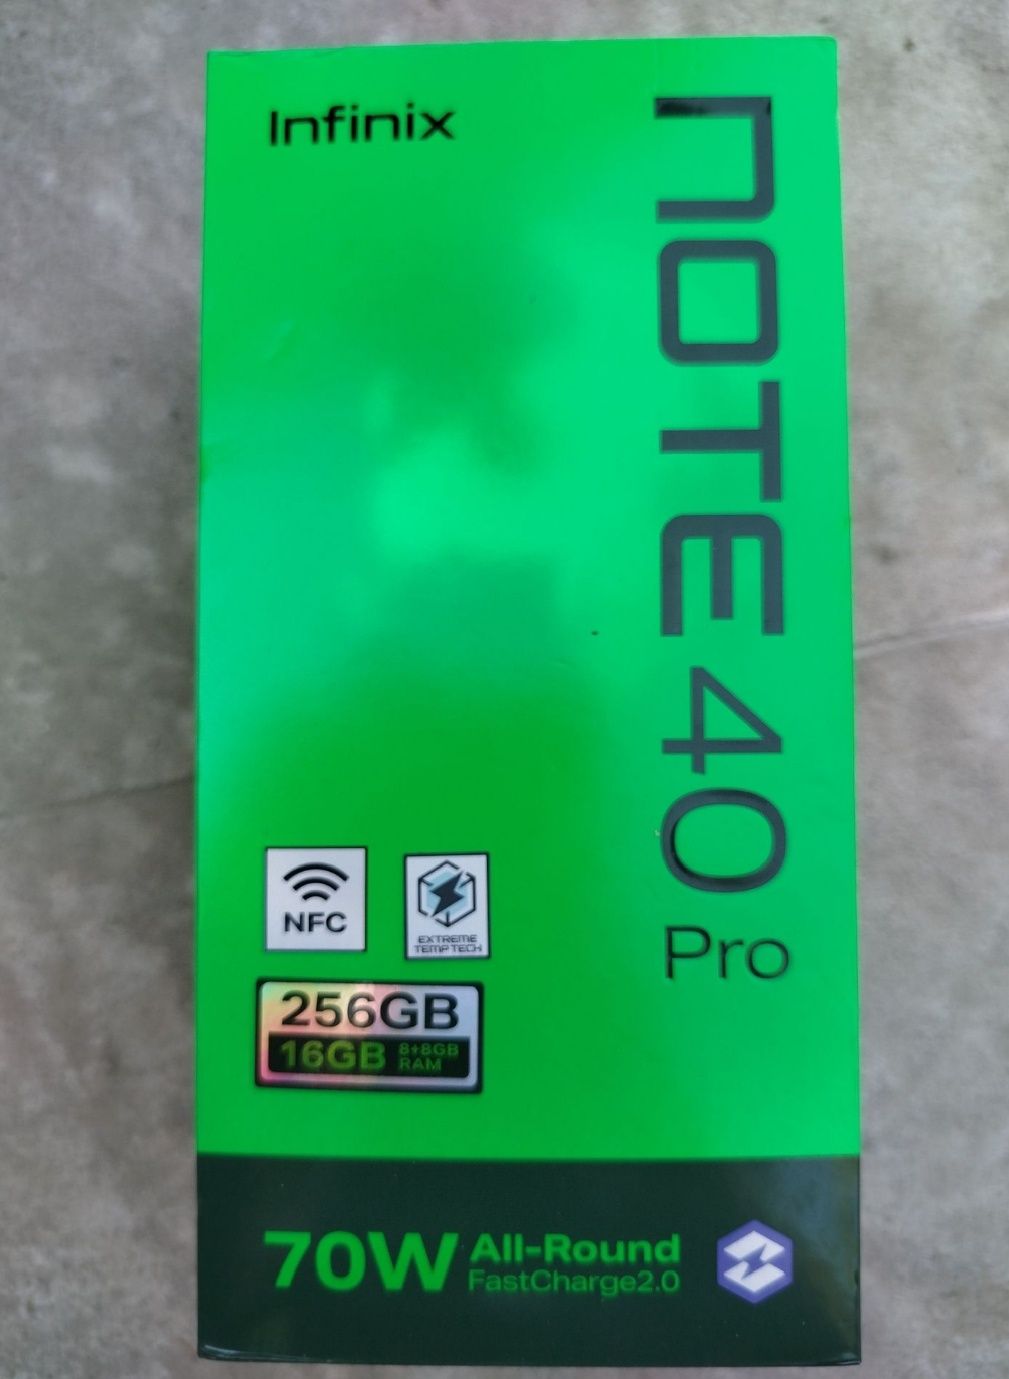 Infinix
NOTE 40
Pro
NFC
EXTREME
TEMP TECH
256GB
16GB 8+8GB
RAM
70W All-Round
FastCharge2.0